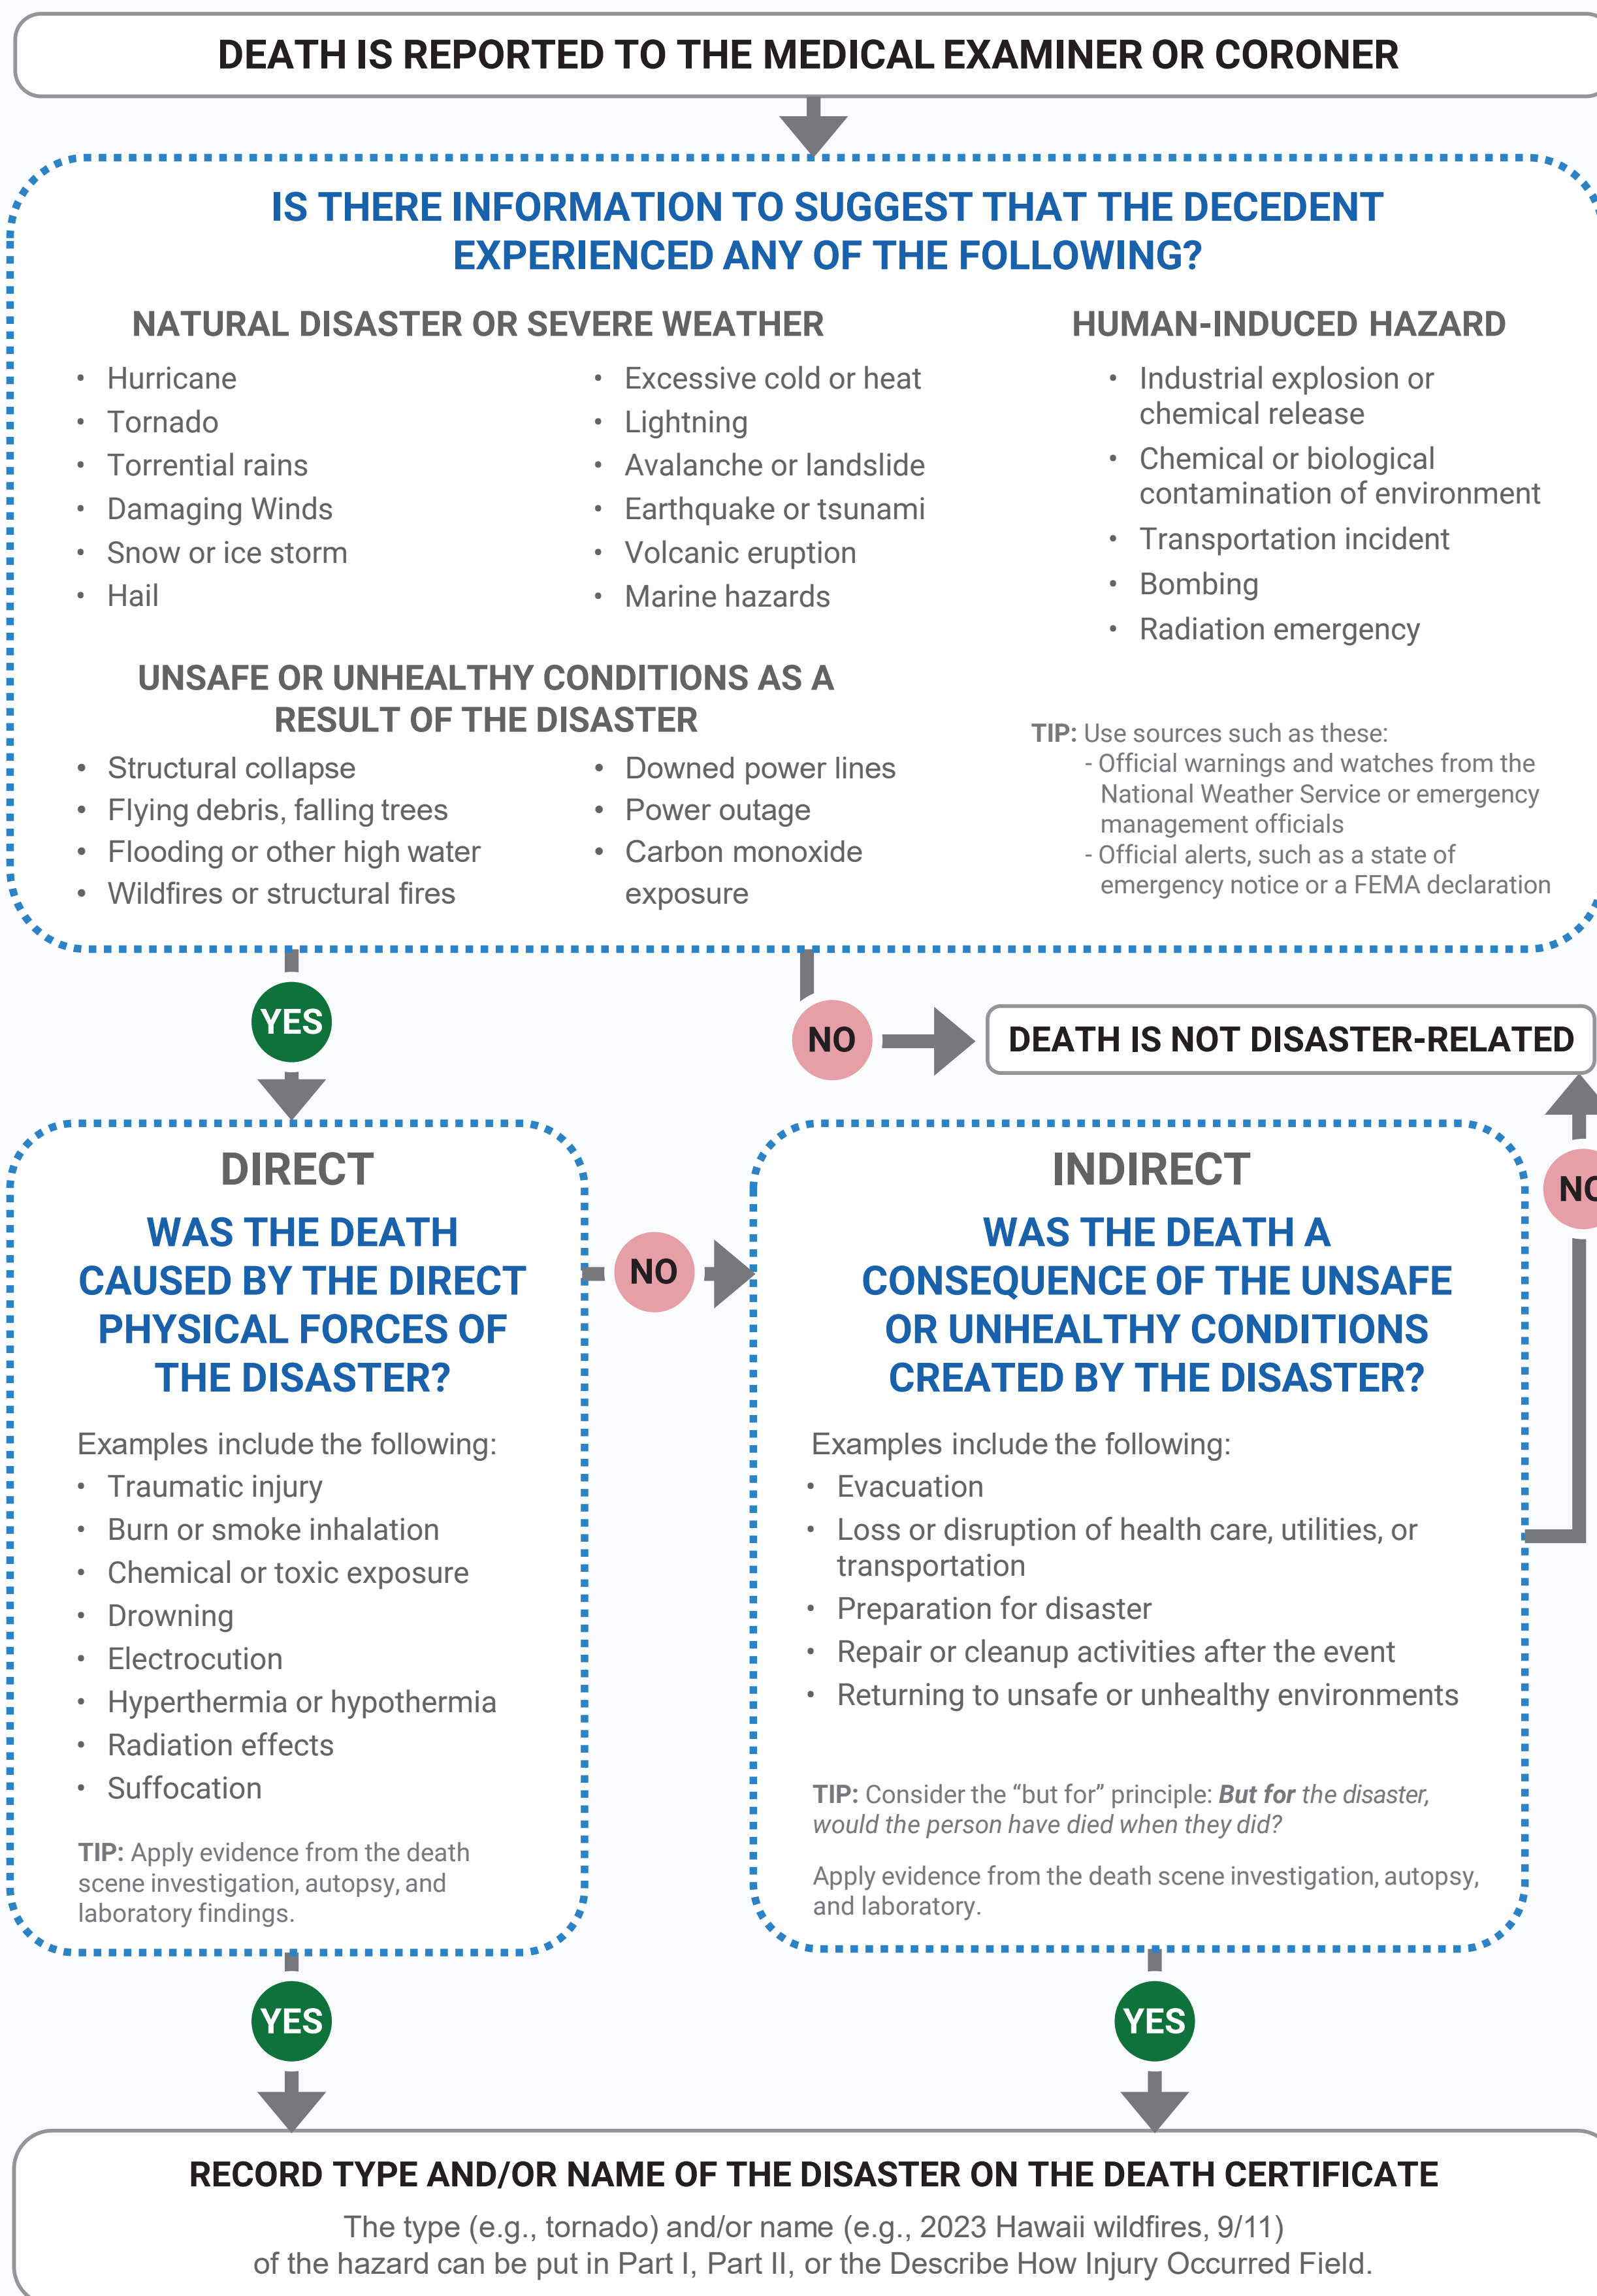 DEATH IS REPORTED TO THE MEDICAL EXAMINER OR CORONER
IS THERE INFORMATION TO SUGGEST THAT THE DECEDENT
EXPERIENCED ANY OF THE FOLLOWING?
NATURAL DISASTER OR SEVERE WEATHER
• Hurricane
• Tornado
• Torrential rains
• Damaging Winds
• Snow or ice storm
• Hail
• Excessive cold or heat
• Lightning
• Avalanche or landslide
• Earthquake or tsunami
• Volcanic eruption
• Marine hazards
HUMAN-INDUCED HAZARD
• Industrial explosion or
chemical release
• Chemical or biological
contamination of environment
• Transportation incident
• Bombing
• Radiation emergency
UNSAFE OR UNHEALTHY CONDITIONS AS A
RESULT OF THE DISASTER
• Structural collapse
• Flying debris, falling trees
• Flooding or other high water
• Wildfires or structural fires
• Downed power lines
• Power outage
• Carbon monoxide
exposure
TIP: Use sources such as these:
- Official warnings and watches from the
National Weather Service or emergency
management officials
- Official alerts, such as a state of
emergency notice or a FEMA declaration
YES
NO
DEATH IS NOT DISASTER-RELATED
DIRECT
WAS THE DEATH
CAUSED BY THE DIRECT
PHYSICAL FORCES OF
THE DISASTER?
Examples include the following:
• Traumatic injury
• Burn or smoke inhalation
• Chemical or toxic exposure
• Drowning
• Electrocution
• Hyperthermia or hypothermia
• Radiation effects
• Suffocation
TIP: Apply evidence from the death
scene investigation, autopsy, and
laboratory findings.
NO
INDIRECT
WAS THE DEATH A
CONSEQUENCE OF THE UNSAFE
OR UNHEALTHY CONDITIONS
CREATED BY THE DISASTER?
Examples include the following:
• Evacuation
• Loss or disruption of health care, utilities, or
transportation
• Preparation for disaster
• Repair or cleanup activities after the event
• Returning to unsafe or unhealthy environments
TIP: Consider the “but for” principle: But for the disaster,
would the person have died when they did?
Apply evidence from the death scene investigation, autopsy,
and laboratory.
NO
YES
YES
RECORD TYPE AND/OR NAME OF THE DISASTER ON THE DEATH CERTIFICATE
The type (e.g., tornado) and/or name (e.g., 2023 Hawaii wildfires, 9/11)
of the hazard can be put in Part I, Part II, or the Describe How Injury Occurred Field.